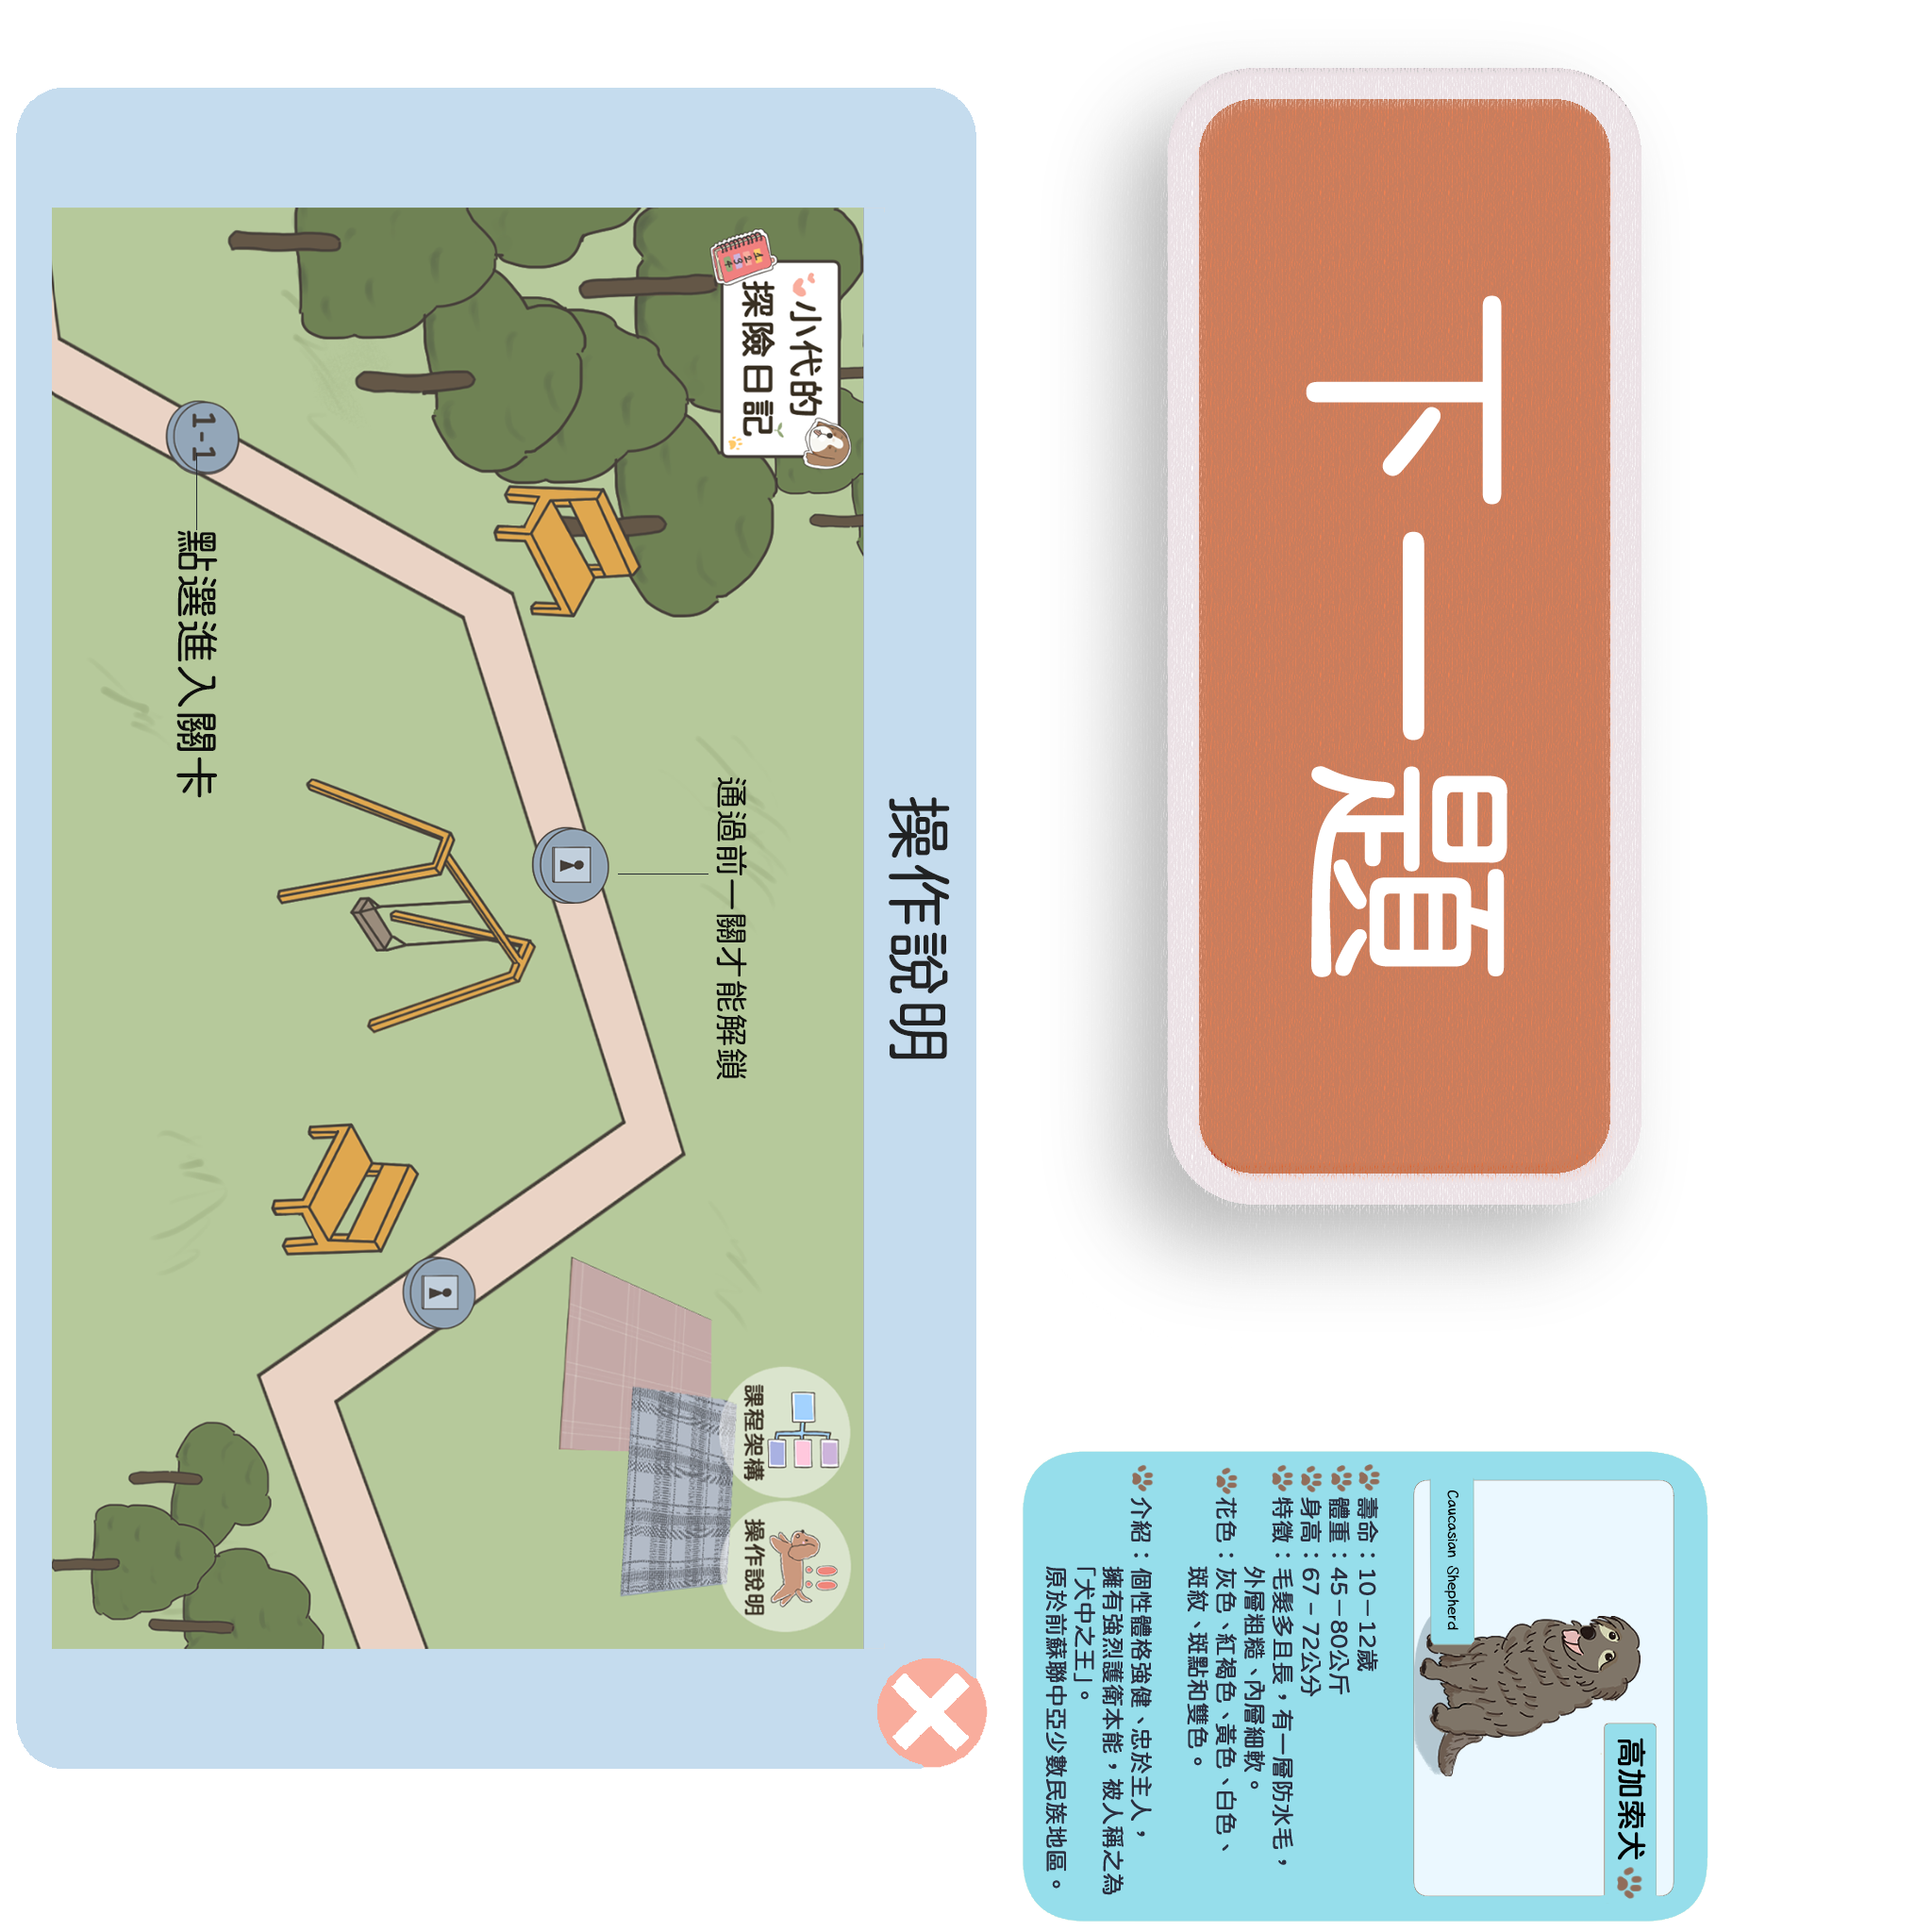 操作說明
小代的
探險日記
1 2 3 4
課程架構
操作說明
通過前一關才能解鎖
1-1
點選進入關卡
下一題
高加索犬
Caucasian Shepherd
壽命：10－12歲
體重：45－80公斤
身高：67－72公分
特徵：毛髮多且長，有一層防水毛，
外層粗糙、內層細軟。
花色：灰色、紅褐色、黃色、白色、
斑紋、斑點和雙色。
介紹：個性體格強健、忠於主人，
擁有強烈護衛本能，被人稱之為
「犬中之王」。
原於前蘇聯中亞少數民族地區。